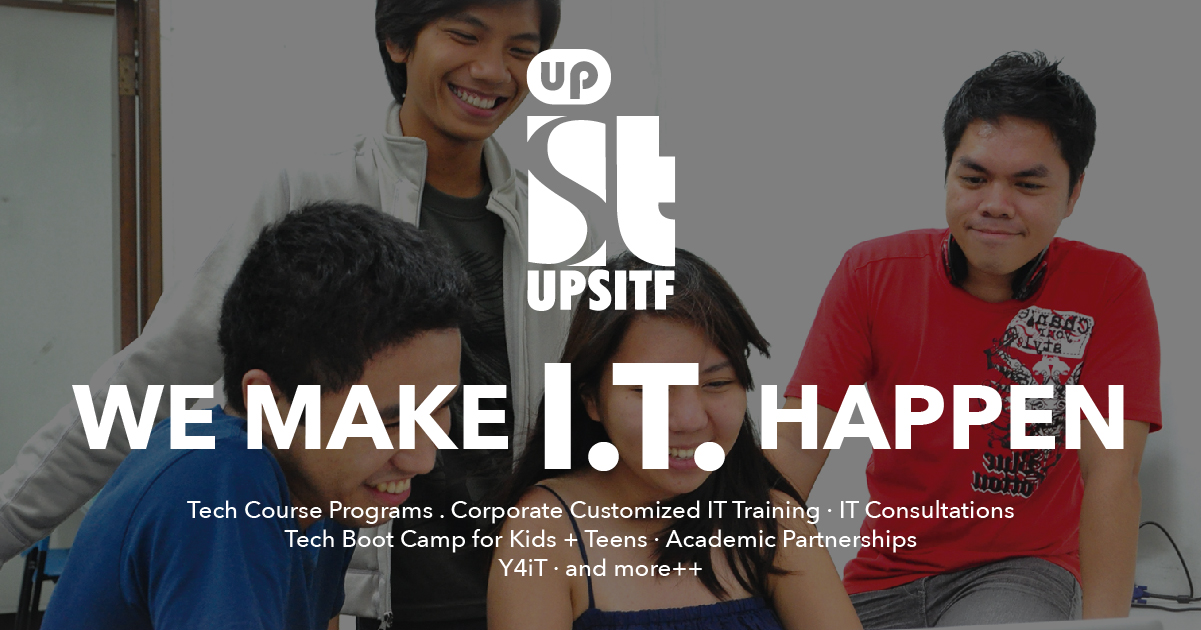 UP
iSt
UPSITF
WE MAKE I.T. HAPPEN
Tech Course Programs . Corporate Customized IT Training · IT Consultations
Tech Boot Camp for Kids + Teens · Academic Partnerships
Y4iT · and more++